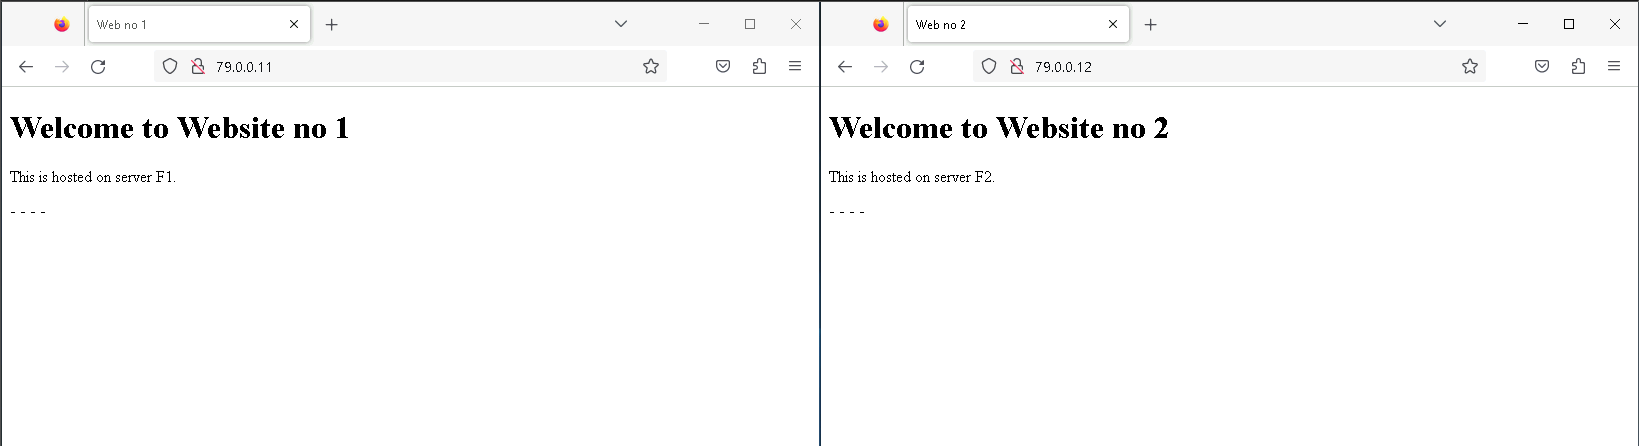 Web no 1
79.0.0.11
Welcome to Website no 1
This is hosted on server F1.
- - - -
Web no 2
79.0.0.12
Welcome to Website no 2
This is hosted on server F2.
- - - -